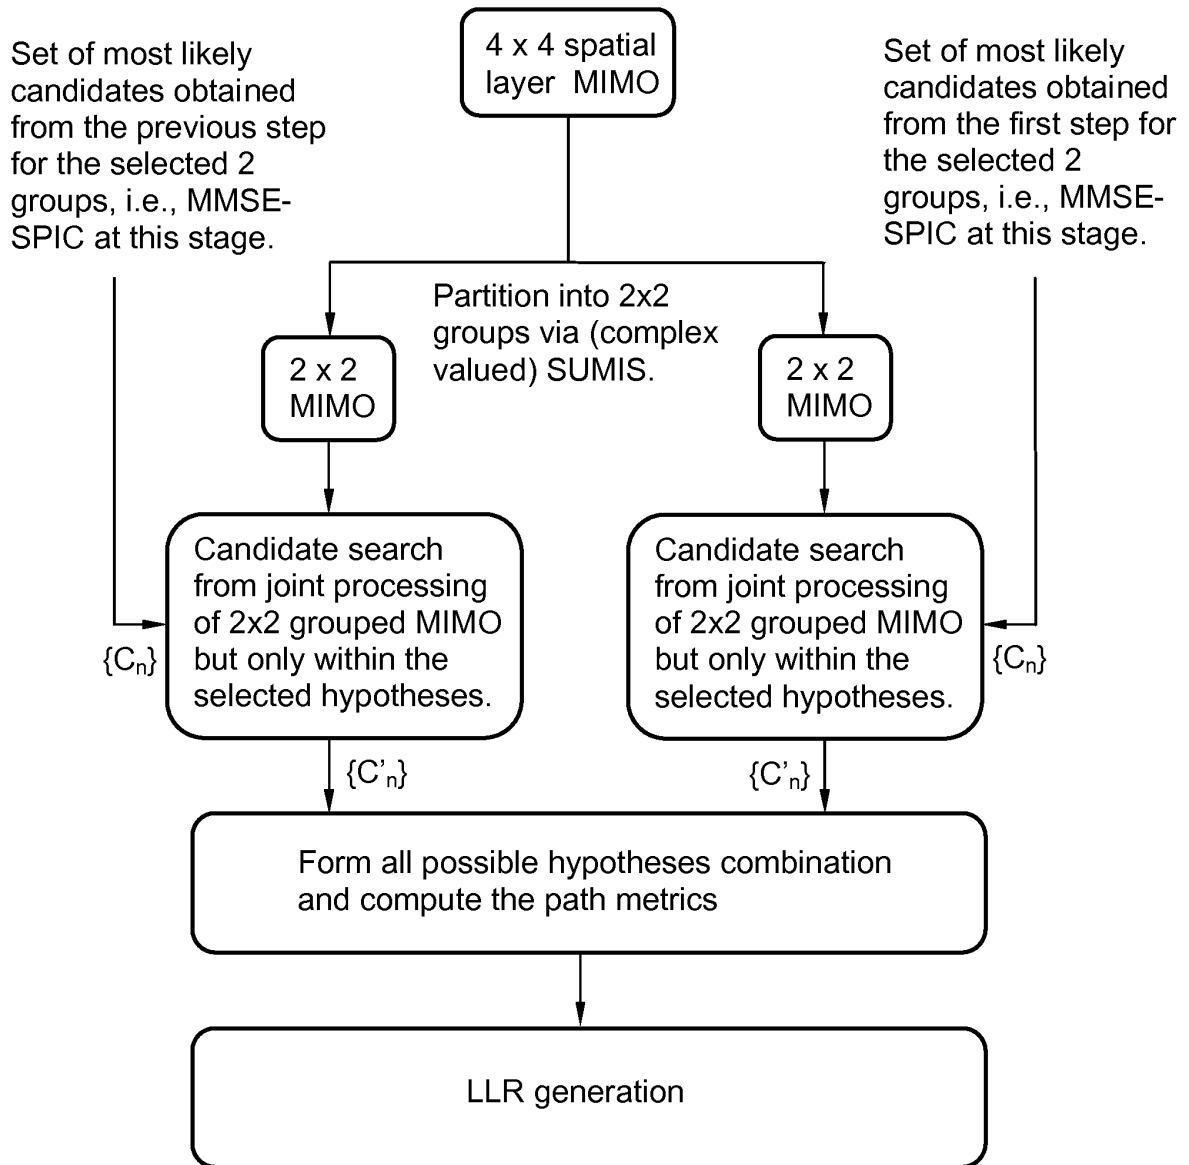 4 x 4 spatial
layer MIMO
Set of most likely
candidates obtained
from the previous step
for the selected 2
groups, i.e., MMSE-
SPIC at this stage.
Set of most likely
candidates obtained
from the first step for
the selected 2
groups, i.e., MMSE-
SPIC at this stage.
Partition into 2x2
groups via (complex
valued) SUMIS.
2 x 2
MIMO
2 x 2
MIMO
Candidate search
from joint processing
of 2x2 grouped MIMO
but only within the
selected hypotheses.
Candidate search
from joint processing
of 2x2 grouped MIMO
but only within the
selected hypotheses.
{Cn}
{Cn}
{C’n}
{C’n}
Form all possible hypotheses combination
and compute the path metrics
LLR generation